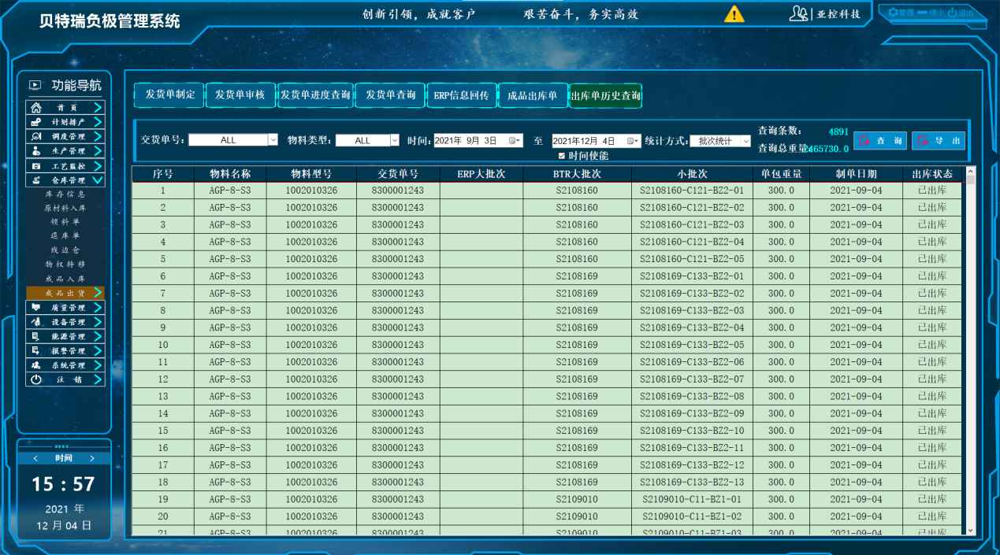 贝特瑞负极管理系统
创新引领，成就客户 艰苦奋斗，务实高效
亚控科技
管理 缩小 退出
功能导航
首 页
计划排产
调度管理
生产管理
工艺监控
仓库管理
库存信息
原材料入库
领料单
退库单
线边仓
物权转移
成品入库
成品出货
质量管理
设备管理
能源管理
报警管理
系统管理
注 销
< 时间 >
15 : 57
2021 年
12 月 04 日
发货单制定 发货单审核 发货单进度查询 发货单查询 ERP信息回传 成品出库单 出库单历史查询
交货单号: ALL 物料类型: ALL 时间: 2021年 9月 3日 至 2021年12月 4日 统计方式: 批次统计
时间使能
查询条数: 4891
查询总重量: 2465730.0
查 询 导 出
序号 物料名称 物料型号 交货单号 ERP大批次 BTR大批次 小批次 单包重量 制单日期 出库状态
1 AGP-8-S3 1002010326 8300001243 S2108160 S2108160-C121-BZ2-01 300.0 2021-09-04 已出库
2 AGP-8-S3 1002010326 8300001243 S2108160 S2108160-C121-BZ2-02 300.0 2021-09-04 已出库
3 AGP-8-S3 1002010326 8300001243 S2108160 S2108160-C121-BZ2-03 300.0 2021-09-04 已出库
4 AGP-8-S3 1002010326 8300001243 S2108160 S2108160-C121-BZ2-04 300.0 2021-09-04 已出库
5 AGP-8-S3 1002010326 8300001243 S2108160 S2108160-C121-BZ2-05 300.0 2021-09-04 已出库
6 AGP-8-S3 1002010326 8300001243 S2108169 S2108169-C133-BZ2-01 300.0 2021-09-04 已出库
7 AGP-8-S3 1002010326 8300001243 S2108169 S2108169-C133-BZ2-02 300.0 2021-09-04 已出库
8 AGP-8-S3 1002010326 8300001243 S2108169 S2108169-C133-BZ2-03 300.0 2021-09-04 已出库
9 AGP-8-S3 1002010326 8300001243 S2108169 S2108169-C133-BZ2-04 300.0 2021-09-04 已出库
10 AGP-8-S3 1002010326 8300001243 S2108169 S2108169-C133-BZ2-05 300.0 2021-09-04 已出库
11 AGP-8-S3 1002010326 8300001243 S2108169 S2108169-C133-BZ2-06 300.0 2021-09-04 已出库
12 AGP-8-S3 1002010326 8300001243 S2108169 S2108169-C133-BZ2-07 300.0 2021-09-04 已出库
13 AGP-8-S3 1002010326 8300001243 S2108169 S2108169-C133-BZ2-08 300.0 2021-09-04 已出库
14 AGP-8-S3 1002010326 8300001243 S2108169 S2108169-C133-BZ2-09 300.0 2021-09-04 已出库
15 AGP-8-S3 1002010326 8300001243 S2108169 S2108169-C133-BZ2-10 300.0 2021-09-04 已出库
16 AGP-8-S3 1002010326 8300001243 S2108169 S2108169-C133-BZ2-11 300.0 2021-09-04 已出库
17 AGP-8-S3 1002010326 8300001243 S2108169 S2108169-C133-BZ2-12 300.0 2021-09-04 已出库
18 AGP-8-S3 1002010326 8300001243 S2108169 S2108169-C133-BZ2-13 300.0 2021-09-04 已出库
19 AGP-8-S3 1002010326 8300001243 S2109010 S2109010-C11-BZ1-01 300.0 2021-09-04 已出库
20 AGP-8-S3 1002010326 8300001243 S2109010 S2109010-C11-BZ1-02 300.0 2021-09-04 已出库
21 AGP-8-S3 1002010326 8300001243 S2109010 S2109010-C11-BZ1-03 300.0 2021-09-04 已出库